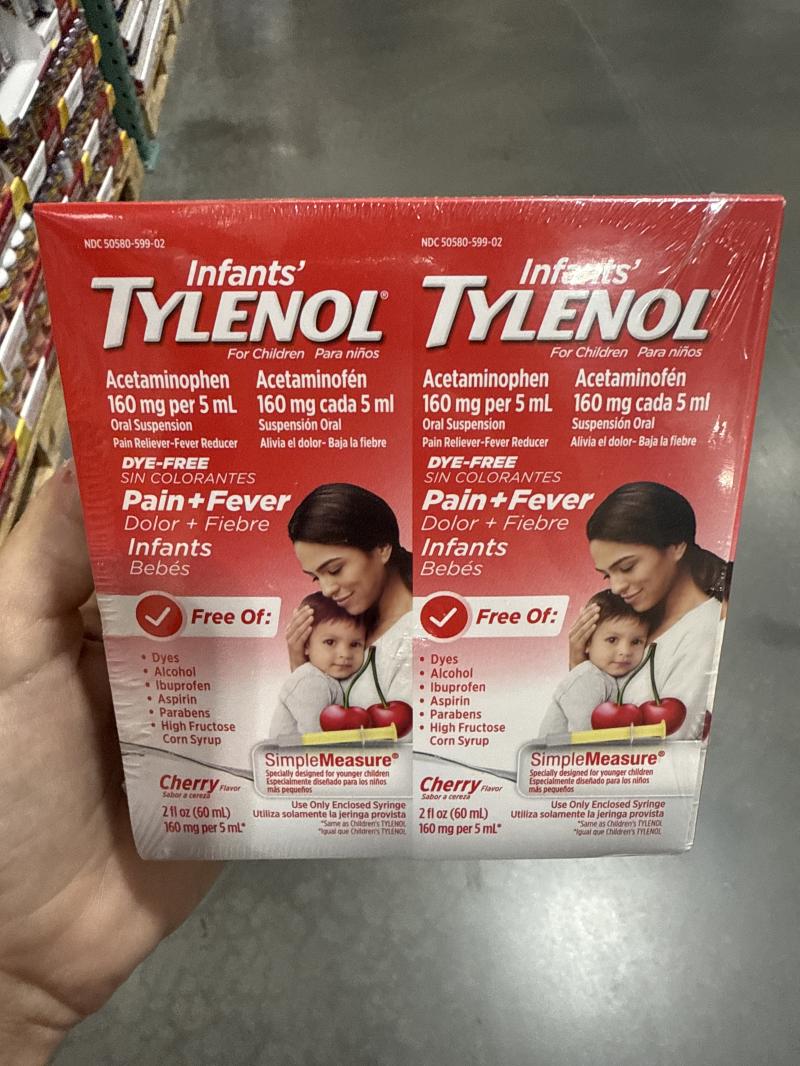 NDC 50580-599-02
Infants'
TYLENOL®
For Children Para niños
Acetaminophen
160 mg per 5 mL
Oral Suspension
Pain Reliever-Fever Reducer
Acetaminofén
160 mg cada 5 ml
Suspensión Oral
Alivia el dolor- Baja la fiebre
DYE-FREE
SIN COLORANTES
Pain+Fever
Dolor + Fiebre
Infants
Bebés
Free Of:
• Dyes
• Alcohol
• Ibuprofen
• Aspirin
• Parabens
• High Fructose
Corn Syrup
SimpleMeasure®
Specially designed for younger children
Especialmente diseñado para los niños
más pequeños
Cherry Flavor
Sabor a cereza
2 fl oz (60 mL)
160 mg per 5 mL*
Use Only Enclosed Syringe
Utiliza solamente la jeringa provista
*Same as Children's TYLENOL
*Igual que Children's TYLENOL
NDC 50580-599-02
Infants'
TYLENOL
For Children Para niños
Acetaminophen
160 mg per 5 mL
Oral Suspension
Pain Reliever-Fever Reducer
Acetaminofén
160 mg cada 5 ml
Suspensión Oral
Alivia el dolor- Baja la fiebre
DYE-FREE
SIN COLORANTES
Pain+Fever
Dolor + Fiebre
Infants
Bebés
Free Of:
• Dyes
• Alcohol
• Ibuprofen
• Aspirin
• Parabens
• High Fructose
Corn Syrup
SimpleMeasure®
Specially designed for younger children
Especialmente diseñado para los niños
más pequeños
Cherry Flavor
Sabor a cereza
2 fl oz (60 mL)
160 mg per 5 mL*
Use Only Enclosed Syringe
Utiliza solamente la jeringa provista
*Same as Children's TYLENOL
*Igual que Children's TYLENOL